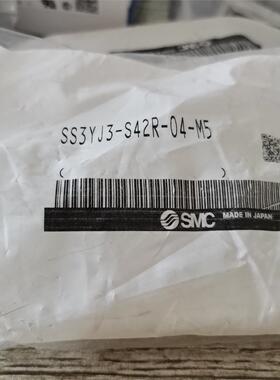 SS3YJ3-S42R-04-M5
( )
SMC MADE IN JAPAN